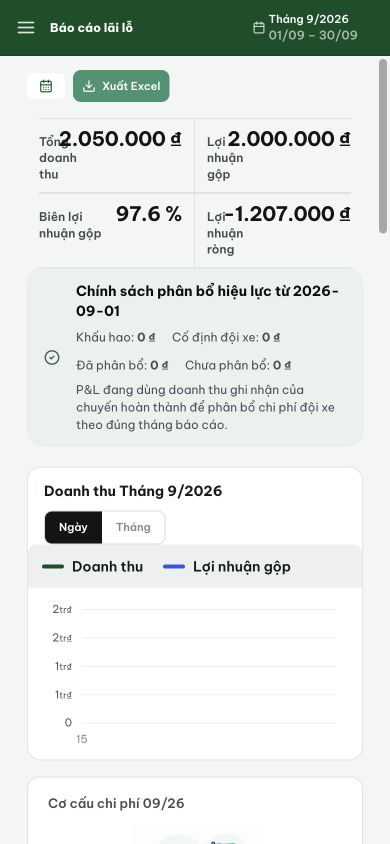 Báo cáo lãi lỗ
Tháng 9/2026
01/09 – 30/09
Xuất Excel
Tổng doanh thu
2.050.000 ₫
Lợi nhuận gộp
2.000.000 ₫
Biên lợi nhuận gộp
97.6 %
Lợi nhuận ròng
-1.207.000 ₫
Chính sách phân bổ hiệu lực từ 2026-
09-01
Khấu hao: 0 ₫ Cố định đội xe: 0 ₫
Đã phân bổ: 0 ₫ Chưa phân bổ: 0 ₫
P&L đang dùng doanh thu ghi nhận của
chuyến hoàn thành để phân bổ chi phí đội xe
theo đúng tháng báo cáo.
Doanh thu Tháng 9/2026
Ngày Tháng
Doanh thu Lợi nhuận gộp
2tr₫
2tr₫
1tr₫
1tr₫
0
15
Cơ cấu chi phí 09/26